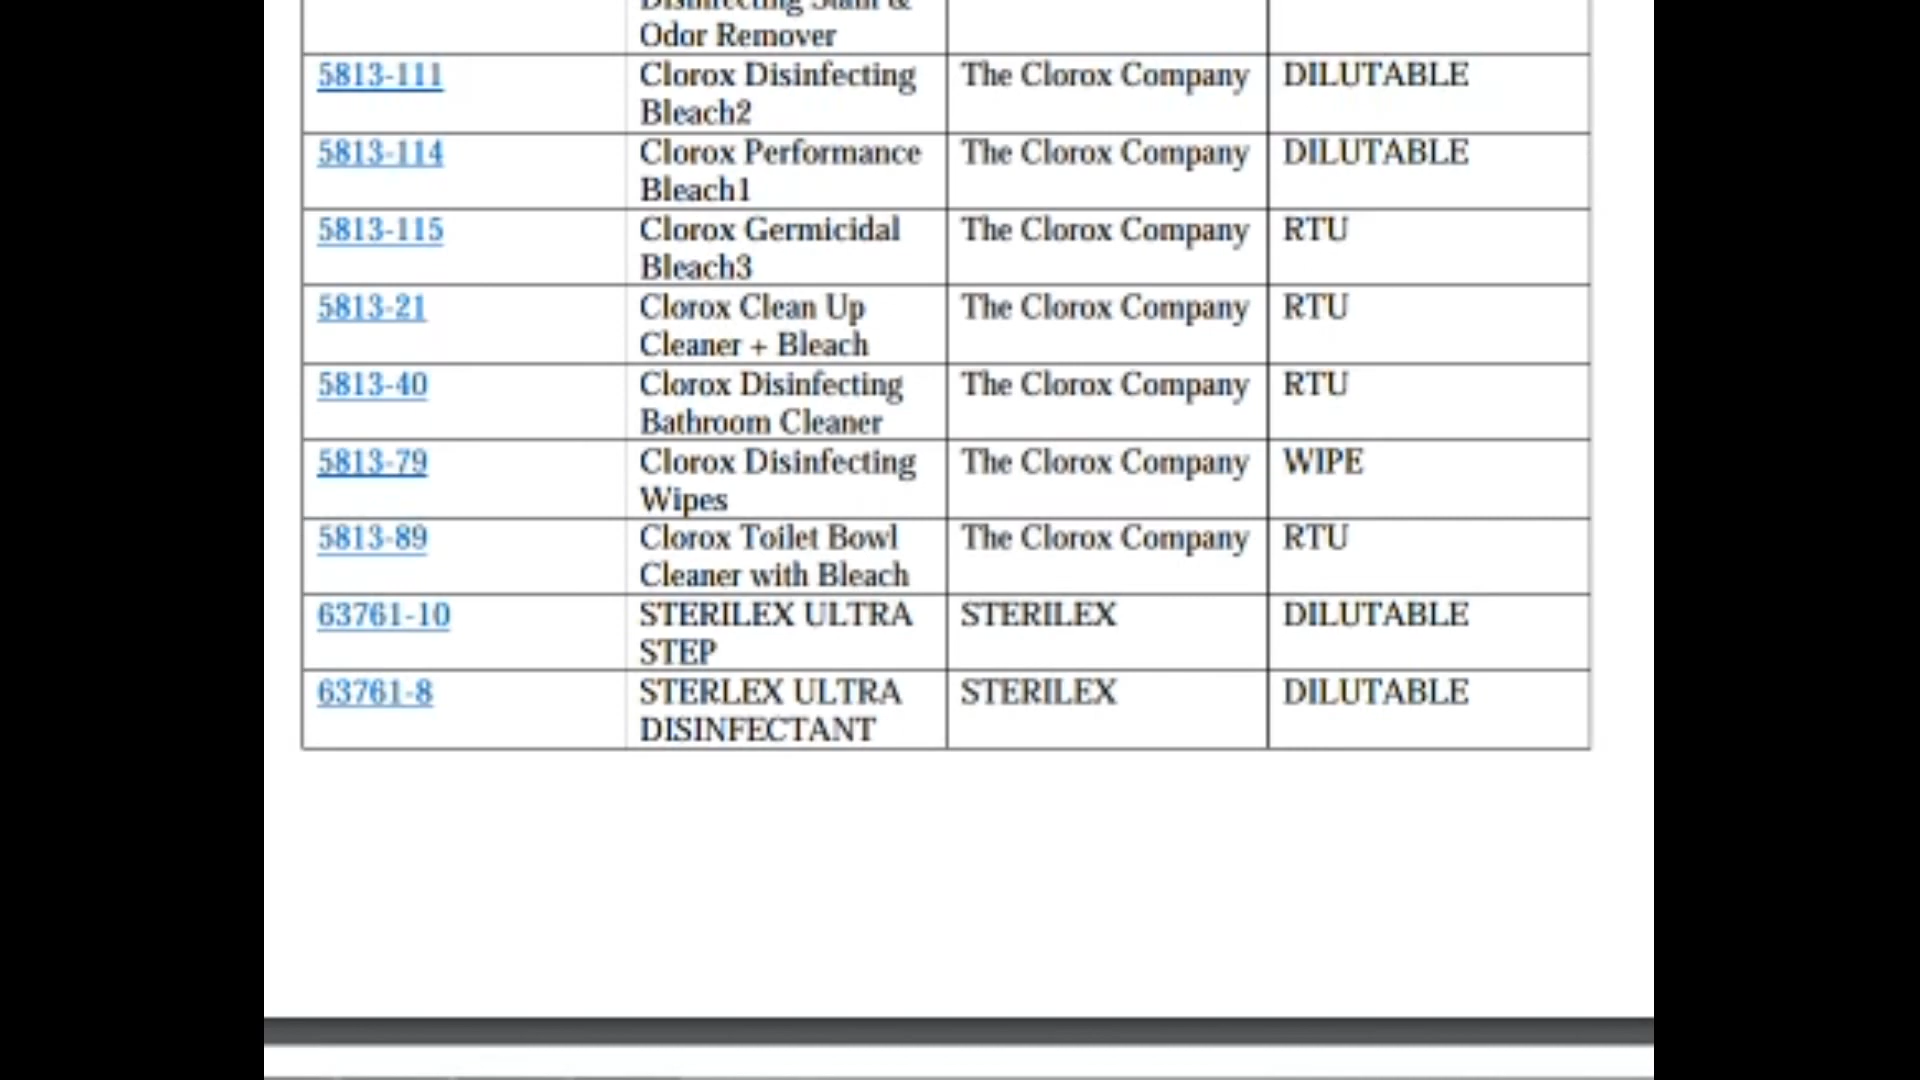 Disinfecting Stain &
Odor Remover
5813-111 Clorox Disinfecting The Clorox Company DILUTABLE
Bleach2
5813-114 Clorox Performance The Clorox Company DILUTABLE
Bleach1
5813-115 Clorox Germicidal The Clorox Company RTU
Bleach3
5813-21 Clorox Clean Up The Clorox Company RTU
Cleaner + Bleach
5813-40 Clorox Disinfecting The Clorox Company RTU
Bathroom Cleaner
5813-79 Clorox Disinfecting The Clorox Company WIPE
Wipes
5813-89 Clorox Toilet Bowl The Clorox Company RTU
Cleaner with Bleach
63761-10 STERILEX ULTRA STERILEX DILUTABLE
STEP
63761-8 STERLEX ULTRA STERILEX DILUTABLE
DISINFECTANT